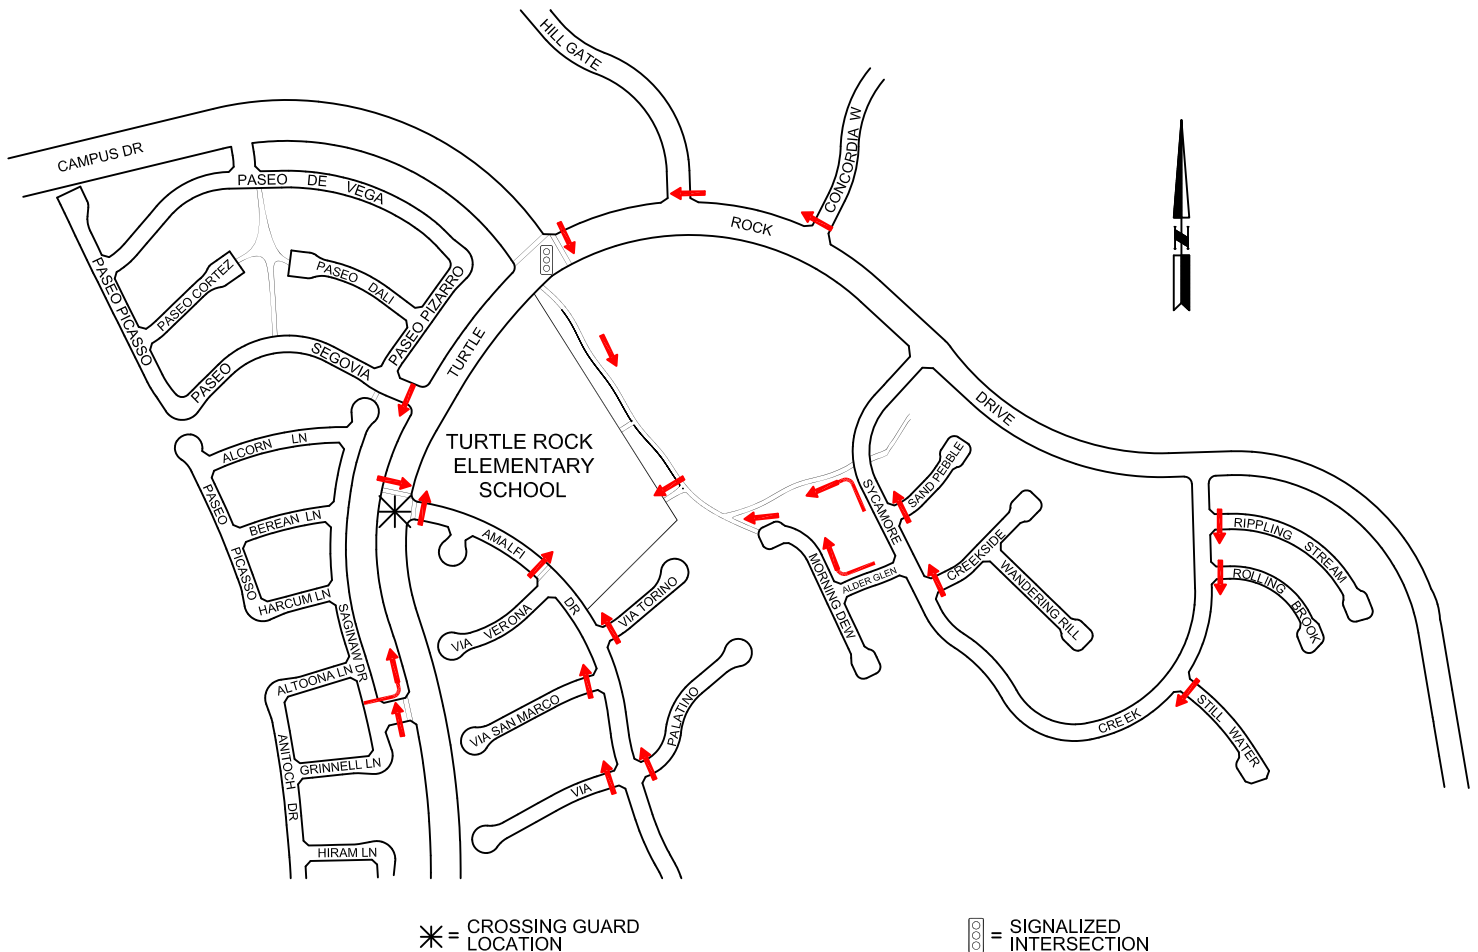 HILL GATE
CONCORDIA W
CAMPUS DR
PASEO DE VEGA
ROCK
N
PASEO PICASSO
PASEO CORTEZ
PASEO DALI
PASEO PIZARRO
TURTLE
SEGOVIA
PASEO
DRIVE
ALCORN LN
TURTLE ROCK
ELEMENTARY
SCHOOL
PASEO
PICASSO
BEREAN LN
HARCUM LN
SAGINAW DR
AMALFI
DR
SYCAMORE
SAND PEBBLE
CREEKSIDE
WANDERING RILL
RIPPLING STREAM
ROLLING BROOK
MORNING DEW
ALDER GLEN
VIA VERONA
VIA TORINO
ALTOONA LN
VIA SAN MARCO
PALATINO
CREEK
STILL WATER
ANITOCH DR
GRINNELL LN
VIA
HIRAM LN
= CROSSING GUARD
LOCATION
= SIGNALIZED
INTERSECTION